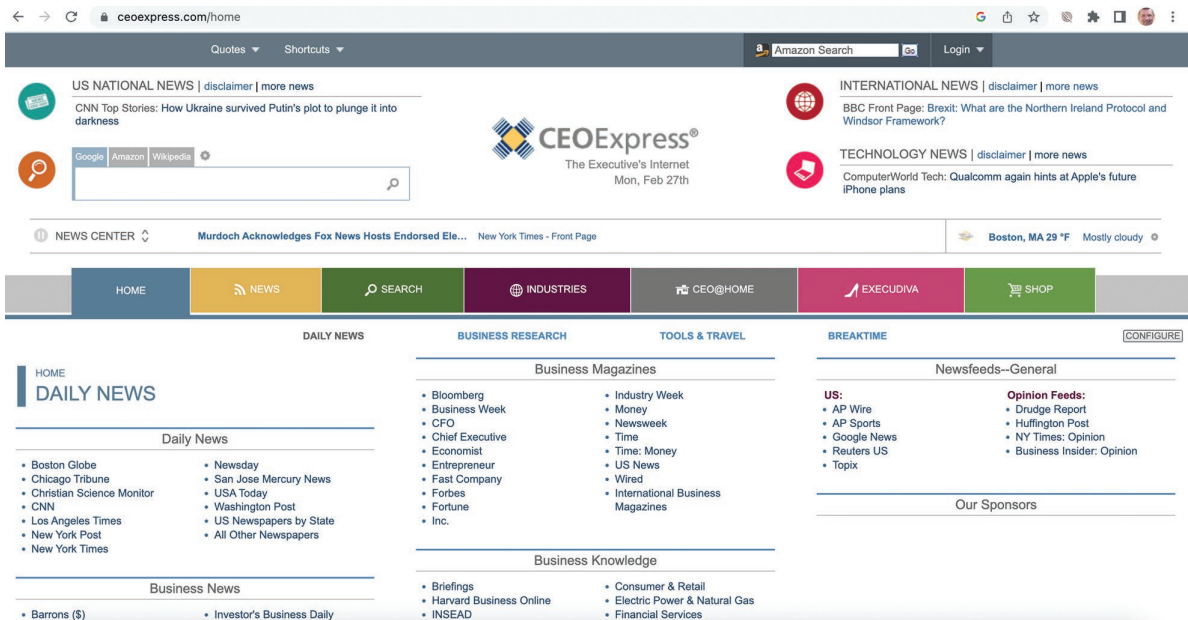 ceoexpress.com/home
Quotes
Shortcuts
Amazon Search
Go
Login
US NATIONAL NEWS | disclaimer | more news
CNN Top Stories: How Ukraine survived Putin's plot to plunge it into
darkness
Google Amazon Wikipedia
CEOExpress®
The Executive's Internet
Mon, Feb 27th
INTERNATIONAL NEWS | disclaimer | more news
BBC Front Page: Brexit: What are the Northern Ireland Protocol and
Windsor Framework?
TECHNOLOGY NEWS | disclaimer | more news
ComputerWorld Tech: Qualcomm again hints at Apple's future
iPhone plans
NEWS CENTER
Murdoch Acknowledges Fox News Hosts Endorsed Ele... New York Times - Front Page
Boston, MA 29 °F Mostly cloudy
HOME
NEWS
SEARCH
INDUSTRIES
CEO@HOME
EXECUDIVA
SHOP
DAILY NEWS
BUSINESS RESEARCH
TOOLS & TRAVEL
BREAKTIME
CONFIGURE
HOME
DAILY NEWS
Daily News
• Boston Globe
• Chicago Tribune
• Christian Science Monitor
• CNN
• Los Angeles Times
• New York Post
• New York Times
• Newsday
• San Jose Mercury News
• USA Today
• Washington Post
• US Newspapers by State
• All Other Newspapers
Business News
• Barrons ($)
• Investor's Business Daily
Business Magazines
• Bloomberg
• Business Week
• CFO
• Chief Executive
• Economist
• Entrepreneur
• Fast Company
• Forbes
• Fortune
• Inc.
• Industry Week
• Money
• Newsweek
• Time
• Time: Money
• US News
• Wired
• International Business
Magazines
Business Knowledge
• Briefings
• Harvard Business Online
• INSEAD
• Consumer & Retail
• Electric Power & Natural Gas
• Financial Services
Newsfeeds--General
US:
• AP Wire
• AP Sports
• Google News
• Reuters US
• Topix
Opinion Feeds:
• Drudge Report
• Huffington Post
• NY Times: Opinion
• Business Insider: Opinion
Our Sponsors